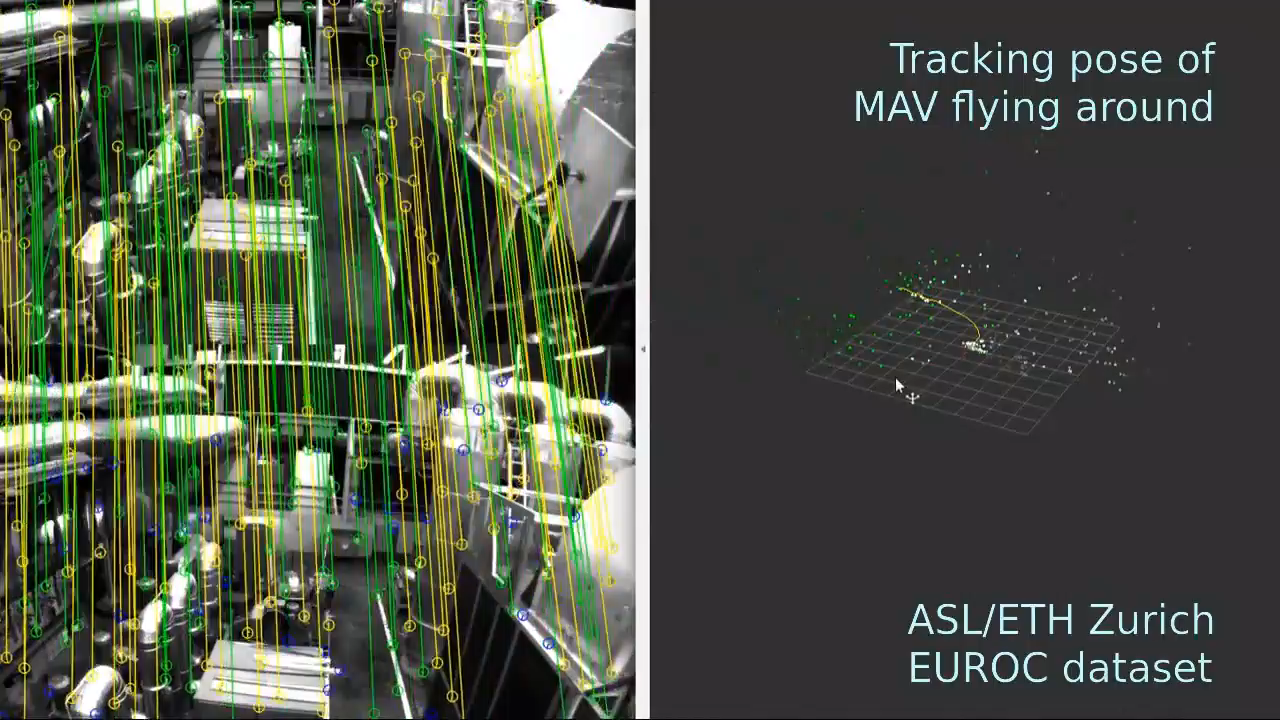 Tracking pose of
MAV flying around
ASL/ETH Zurich
EUROC dataset